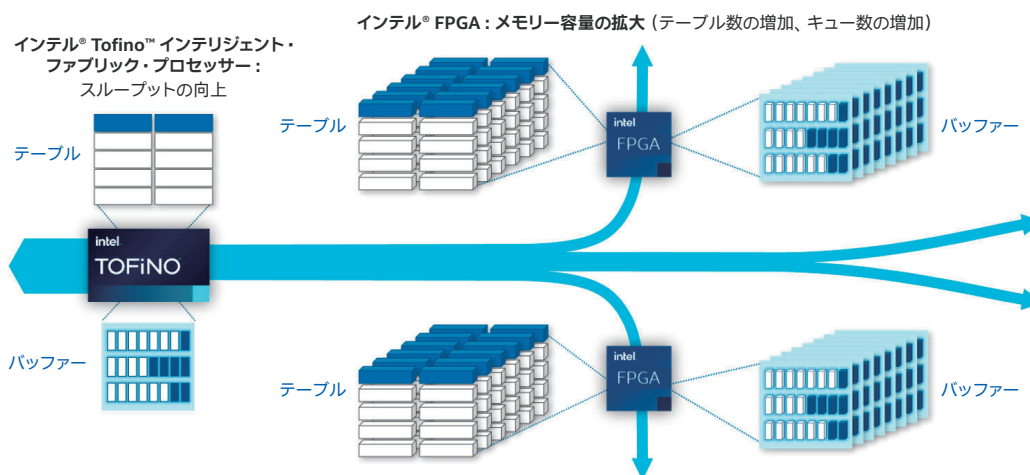 インテル® Tofino™ インテリジェント・
ファブリック・プロセッサー：
スループットの向上
テーブル
intel
TOFiNO
バッファー
インテル® FPGA：メモリー容量の拡大 (テーブル数の増加、キュー数の増加)
テーブル
intel
FPGA
バッファー
テーブル
intel
FPGA
バッファー